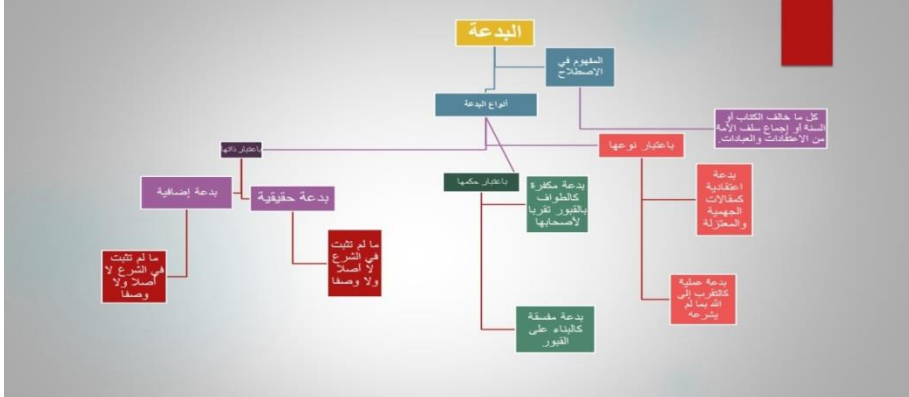 البدعة
المفهوم في
الاصطلاح
أنواع البدعة
كل ما خالف الكتاب أو
السنة أو إجماع سلف الأمة
من الاعتقادات والعبادات.
باعتبار نوعها
بدعة
اعتقادية
كمقالات
الجهمية
والمعتزلة
بدعة عملية
كالتقرب إلى
الله بما لم
يشرعه
باعتبار حكمها
بدعة مكفرة
كالطواف
بالقبور تقربا
لأصحابها
بدعة مفسقة
كالبناء على
القبور
باعتبار ذاتها
بدعة حقيقية
ما لم تثبت
في الشرع
لا أصلا
ولا وصفا
بدعة إضافية
ما لم تثبت
في الشرع لا
أصلا ولا
وصفا